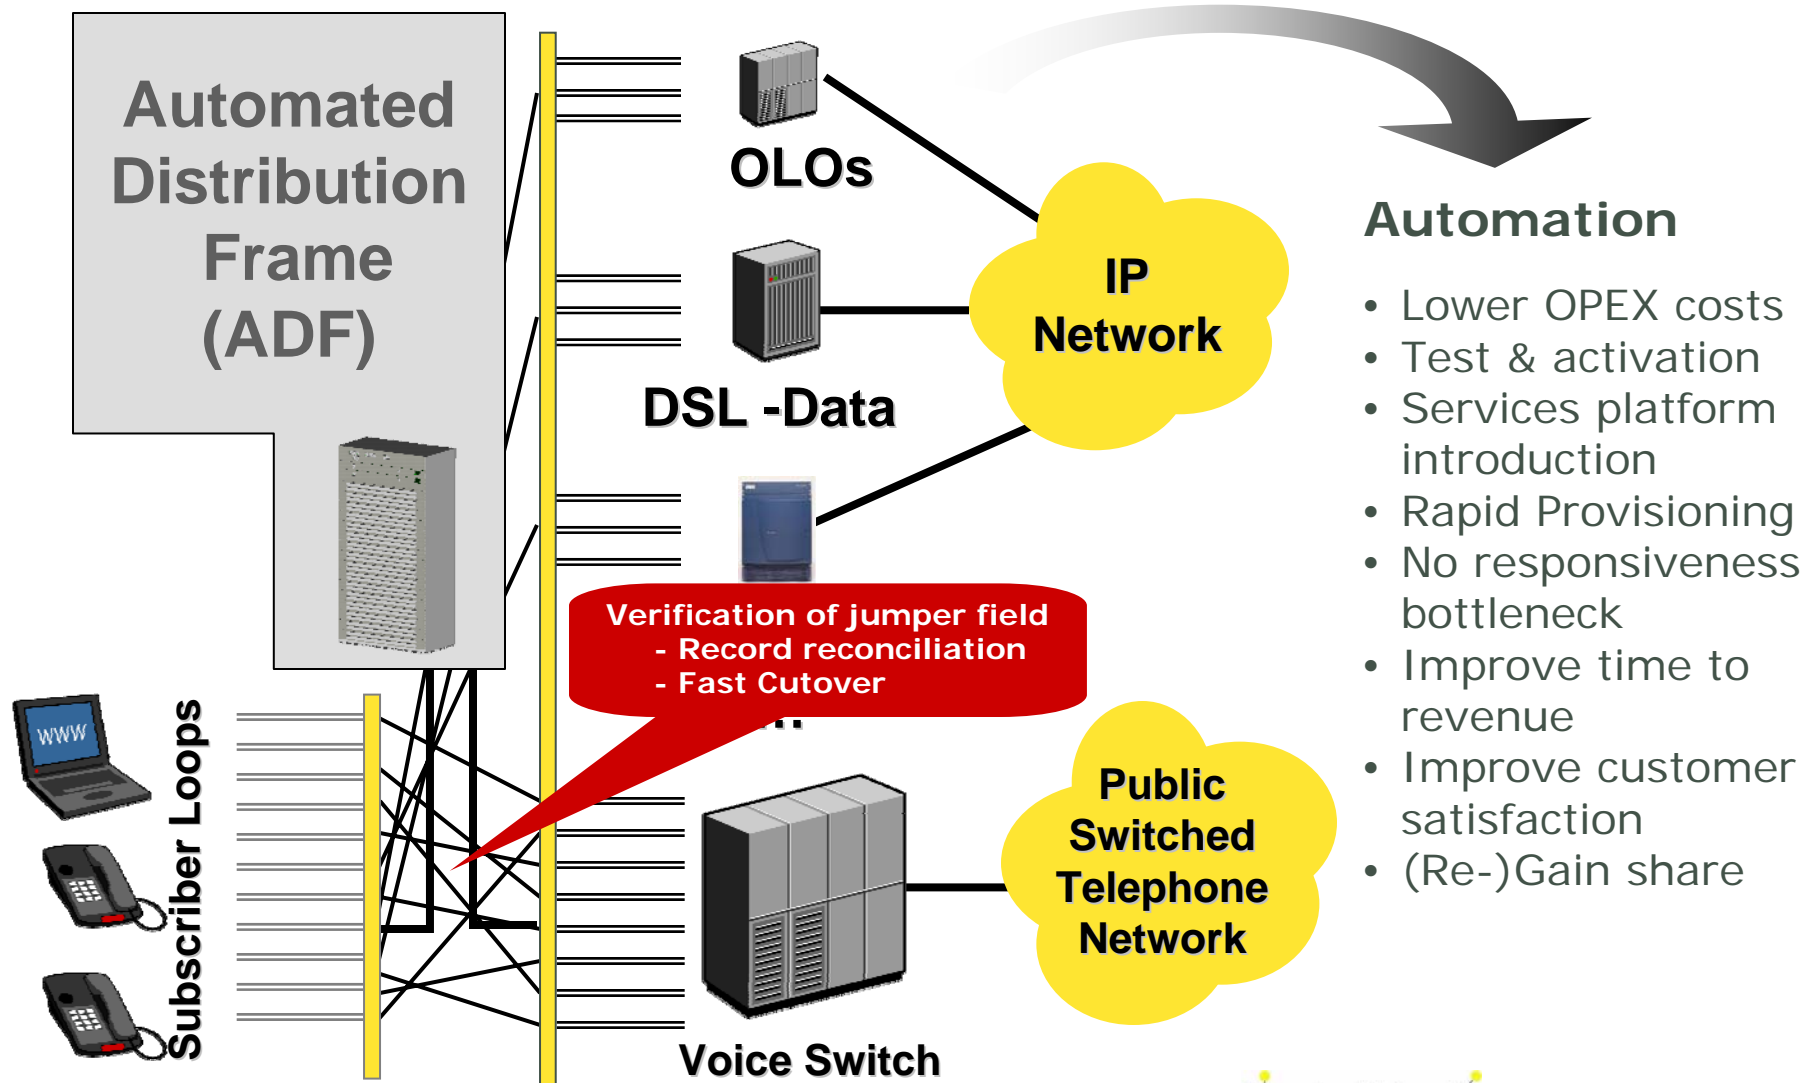 Automated
Distribution
Frame
(ADF)
OLOs
DSL -Data
IP
Network
Verification of jumper field
- Record reconciliation
- Fast Cutover
...
WWW
Subscriber Loops
Voice Switch
Public
Switched
Telephone
Network
Automation
• Lower OPEX costs
• Test & activation
• Services platform
introduction
• Rapid Provisioning
• No responsiveness
bottleneck
• Improve time to
revenue
• Improve customer
satisfaction
• (Re-)Gain share